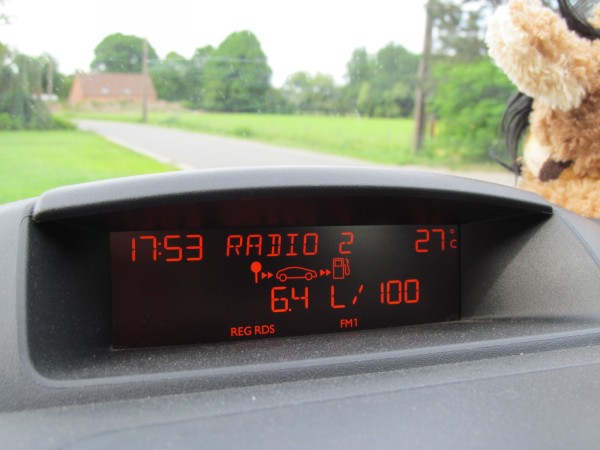 17:53 RADIO 2 27°C
6.4 L/100
REG RDS FM1